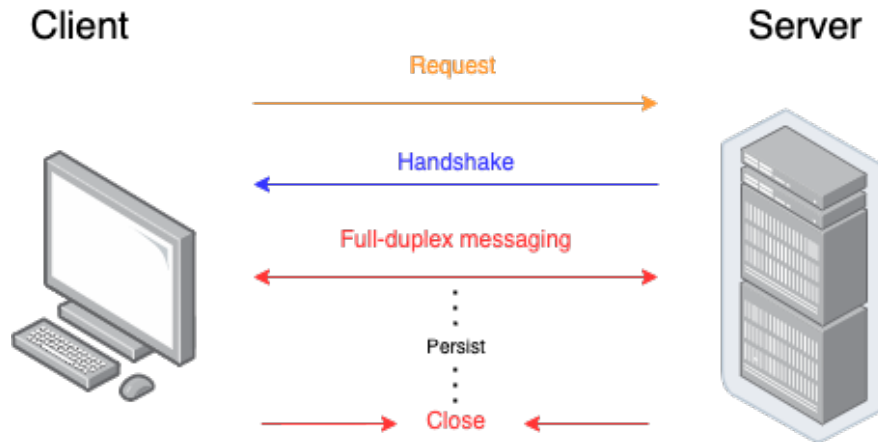 Client
Server
Request
Handshake
Full-duplex messaging
Persist
Close